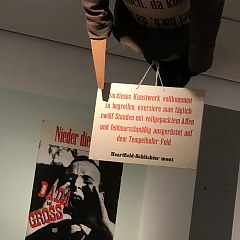 Um dieses Kunstwerk vollkommen
zu begreifen, exerziere man täglich
zwölf Stunden mit vollgepacktem Affen
und feldmarschmäßig ausgerüstet auf
dem Tempelhofer Feld.
Heartfield-Schlichter mont.
Nieder die
GROSS